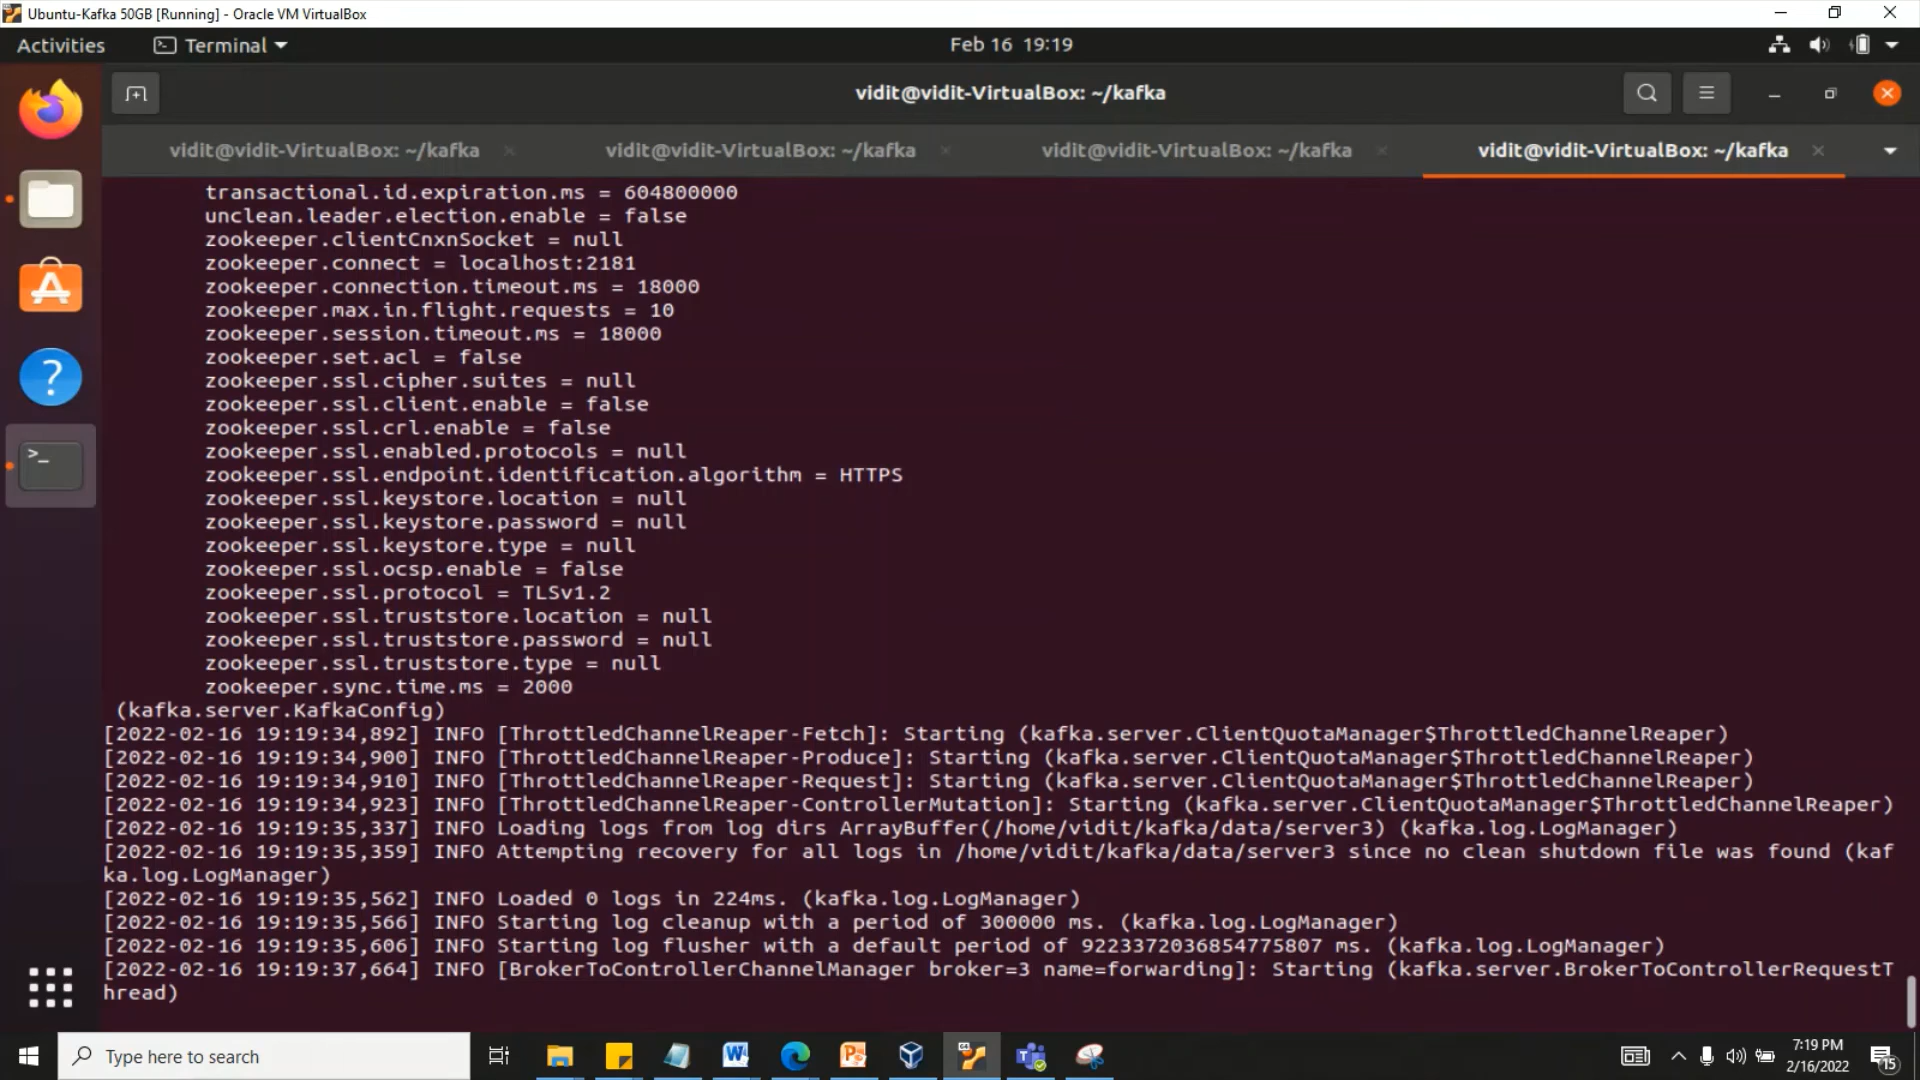 Ubuntu-Kafka 50GB [Running] - Oracle VM VirtualBox
Activities Terminal Feb 16 19:19
vidit@vidit-VirtualBox: ~/kafka
vidit@vidit-VirtualBox: ~/kafka vidit@vidit-VirtualBox: ~/kafka vidit@vidit-VirtualBox: ~/kafka vidit@vidit-VirtualBox: ~/kafka
transactional.id.expiration.ms = 604800000
unclean.leader.election.enable = false
zookeeper.clientCnxnSocket = null
zookeeper.connect = localhost:2181
zookeeper.connection.timeout.ms = 18000
zookeeper.max.in.flight.requests = 10
zookeeper.session.timeout.ms = 18000
zookeeper.set.acl = false
zookeeper.ssl.cipher.suites = null
zookeeper.ssl.client.enable = false
zookeeper.ssl.crl.enable = false
zookeeper.ssl.enabled.protocols = null
zookeeper.ssl.endpoint.identification.algorithm = HTTPS
zookeeper.ssl.keystore.location = null
zookeeper.ssl.keystore.password = null
zookeeper.ssl.keystore.type = null
zookeeper.ssl.ocsp.enable = false
zookeeper.ssl.protocol = TLSv1.2
zookeeper.ssl.truststore.location = null
zookeeper.ssl.truststore.password = null
zookeeper.ssl.truststore.type = null
zookeeper.sync.time.ms = 2000
(kafka.server.KafkaConfig)
[2022-02-16 19:19:34,892] INFO [ThrottledChannelReaper-Fetch]: Starting (kafka.server.ClientQuotaManager$ThrottledChannelReaper)
[2022-02-16 19:19:34,900] INFO [ThrottledChannelReaper-Produce]: Starting (kafka.server.ClientQuotaManager$ThrottledChannelReaper)
[2022-02-16 19:19:34,910] INFO [ThrottledChannelReaper-Request]: Starting (kafka.server.ClientQuotaManager$ThrottledChannelReaper)
[2022-02-16 19:19:34,923] INFO [ThrottledChannelReaper-ControllerMutation]: Starting (kafka.server.ClientQuotaManager$ThrottledChannelReaper)
[2022-02-16 19:19:35,337] INFO Loading logs from log dirs ArrayBuffer(/home/vidit/kafka/data/server3) (kafka.log.LogManager)
[2022-02-16 19:19:35,359] INFO Attempting recovery for all logs in /home/vidit/kafka/data/server3 since no clean shutdown file was found (kaf
ka.log.LogManager)
[2022-02-16 19:19:35,562] INFO Loaded 0 logs in 224ms. (kafka.log.LogManager)
[2022-02-16 19:19:35,566] INFO Starting log cleanup with a period of 300000 ms. (kafka.log.LogManager)
[2022-02-16 19:19:35,606] INFO Starting log flusher with a default period of 9223372036854775807 ms. (kafka.log.LogManager)
[2022-02-16 19:19:37,664] INFO [BrokerToControllerChannelManager broker=3 name=forwarding]: Starting (kafka.server.BrokerToControllerRequestT
hread)
Type here to search
7:19 PM
2/16/2022
15